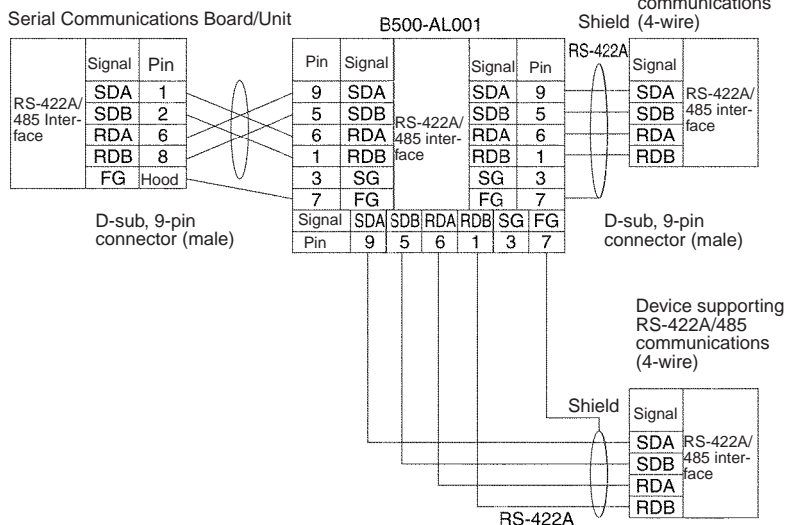 communications
(4-wire)
Serial Communications Board/Unit
B500-AL001
Shield
RS-422A
Signal Pin
SDA 1
SDB 2
RDA 6
RDB 8
FG Hood
RS-422A/
485 Inter-
face
D-sub, 9-pin
connector (male)
Pin Signal
9 SDA
5 SDB
6 RDA
1 RDB
3 SG
7 FG
RS-422A/
485 inter-
face
Signal Pin
SDA 9
SDB 5
RDA 6
RDB 1
SG 3
FG 7
Signal SDA SDB RDA RDB SG FG
Pin 9 5 6 1 3 7
Signal
SDA
SDB
RDA
RDB
RS-422A/
485 inter-
face
D-sub, 9-pin
connector (male)
Device supporting
RS-422A/485
communications
(4-wire)
Shield
Signal
SDA
SDB
RDA
RDB
RS-422A/
485 inter-
face
RS-422A